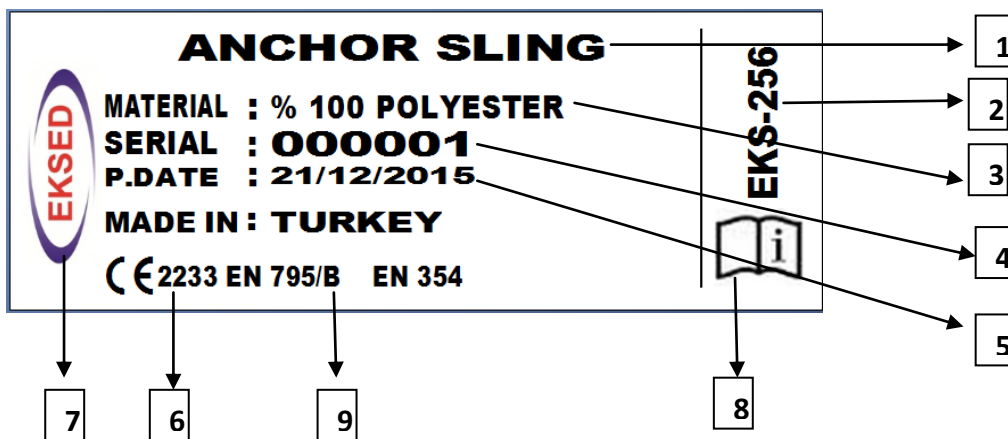 ANCHOR SLING
EKSED
MATERIAL : % 100 POLYESTER
SERIAL : 000001
P.DATE : 21/12/2015
MADE IN : TURKEY
CE 2233 EN 795/B EN 354
EKS-256
i
1
2
3
4
5
7
6
9
8